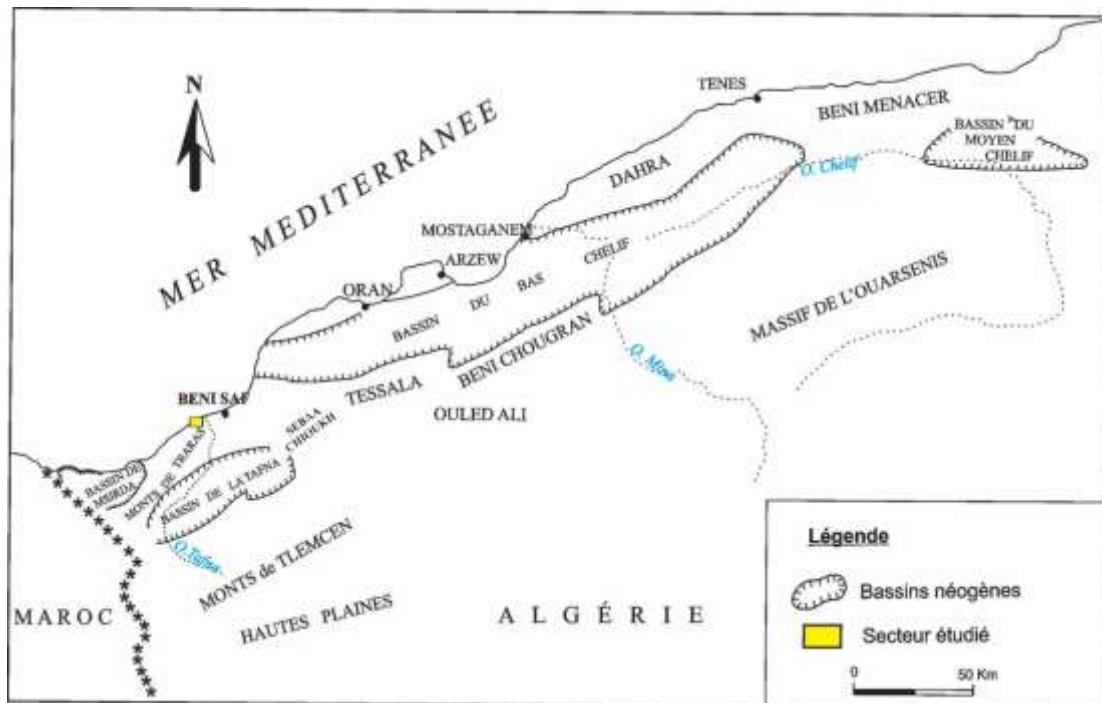 N
MER MEDITERRANEE
TENES
BENI MENACER
BASSIN DU
MOYEN
CHELIF
DAHRA
O. Chelif
MOSTAGANEM
ARZEW
ORAN
BASSIN DU BAS CHELIF
MASSIF DE L'OUARSENIS
BENI CHOUGRAN
O. Mina
TESSALA
OULED ALI
BENI SAF
SEBAA
CHIOUKH
MONTS DE TRARAS
BASSIN DE
MSIRDA
BASSIN DE LA TAFNA
O. Tafna
MONTS de TLEMCEN
HAUTES PLAINES
MAROC
ALGÉRIE
Légende
Bassins néogènes
Secteur étudié
0 50 Km